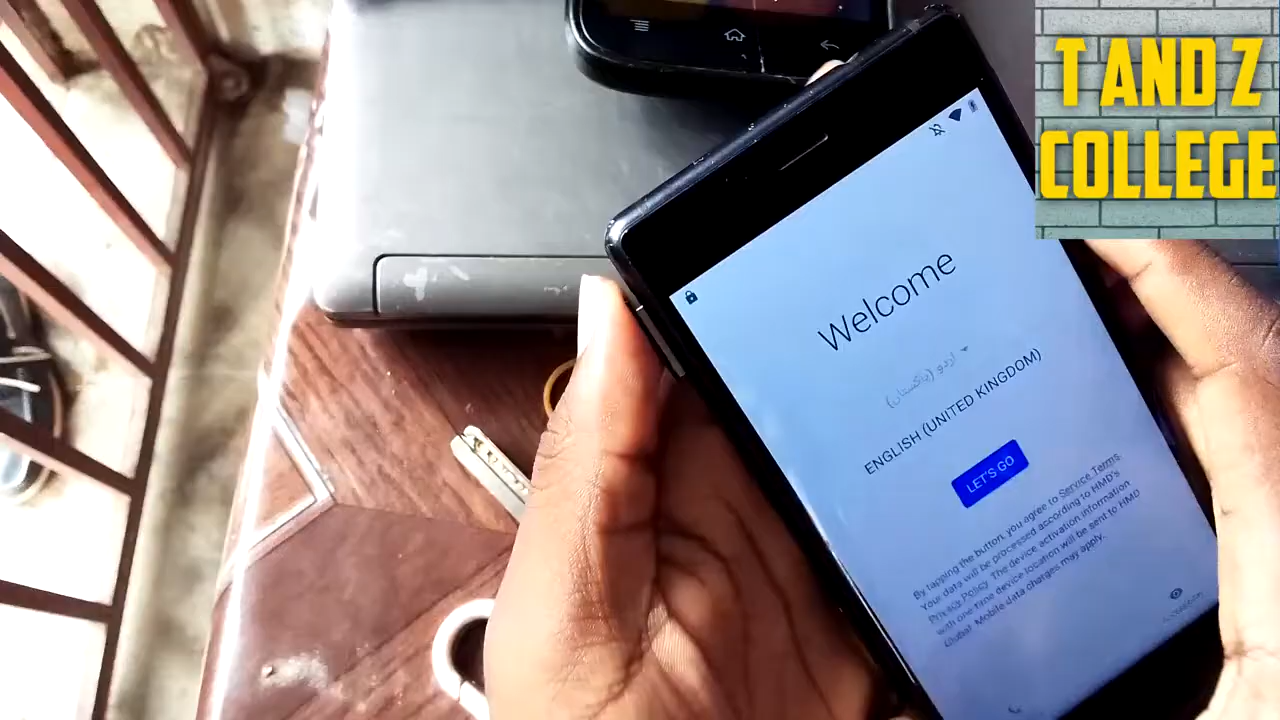 T AND Z
COLLEGE
Welcome
اردو (پاکستان)
ENGLISH (UNITED KINGDOM)
LET'S GO
By tapping the button, you agree to Service Terms.
Your data will be processed according to HMD's
Privacy Policy. The device activation information
with one time device location will be sent to HMD
Global. Mobile data charges may apply.